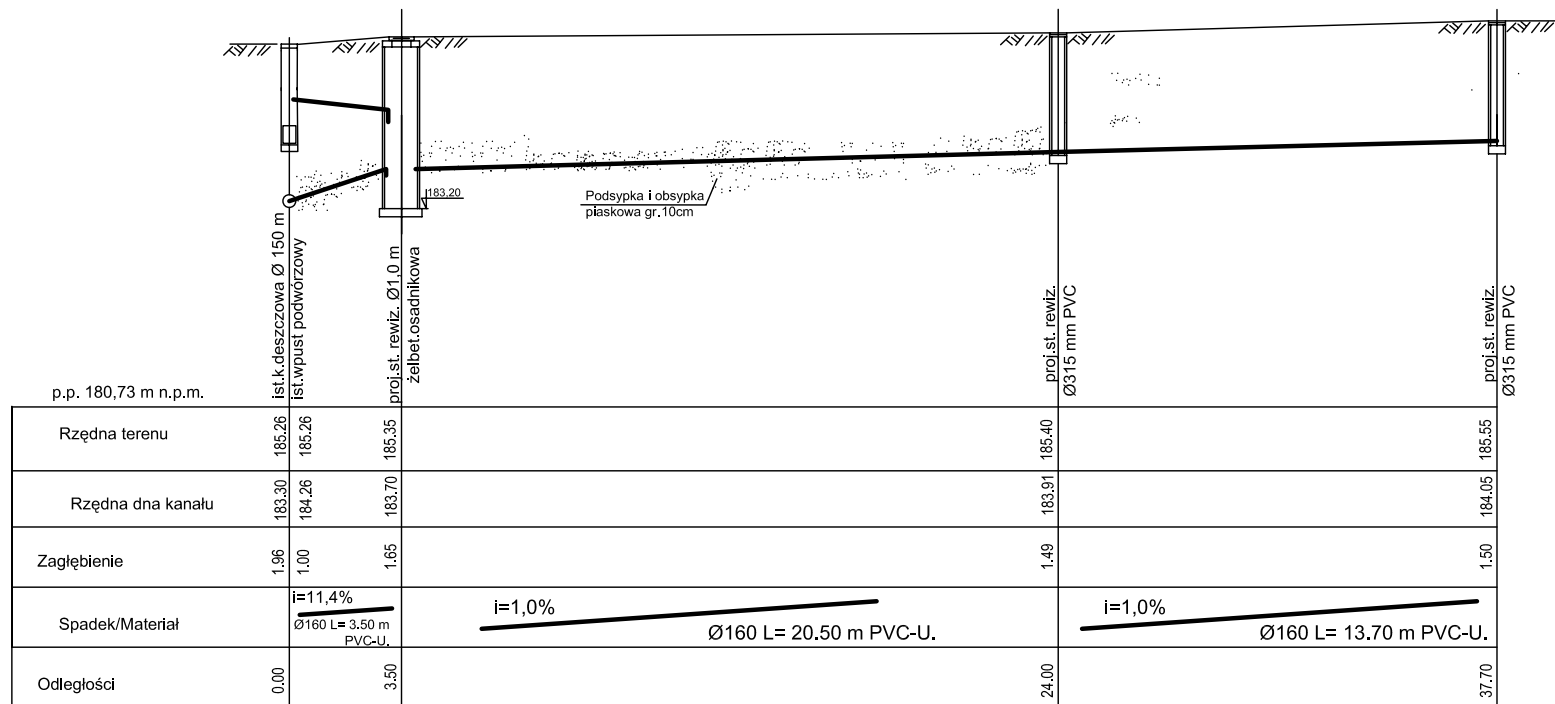 183,20
Podsypka i obsypka
piaskowa gr.10cm
ist.k.deszczowa Ø 150 m
ist.wpust podwórzowy
proj.st. rewiz. Ø1,0 m
żelbet.osadnikowa
proj.st. rewiz.
Ø315 mm PVC
proj.st. rewiz.
Ø315 mm PVC
p.p. 180,73 m n.p.m.
Rzędna terenu
185.26
185.26
185.35
185.40
185.55
Rzędna dna kanału
183.30
184.26
183.70
183.91
184.05
Zagłębienie
1.96
1.00
1.65
1.49
1.50
Spadek/Materiał
i=11,4%
Ø160 L= 3.50 m
PVC-U.
i=1,0%
Ø160 L= 20.50 m PVC-U.
i=1,0%
Ø160 L= 13.70 m PVC-U.
Odległości
0.00
3.50
24.00
37.70